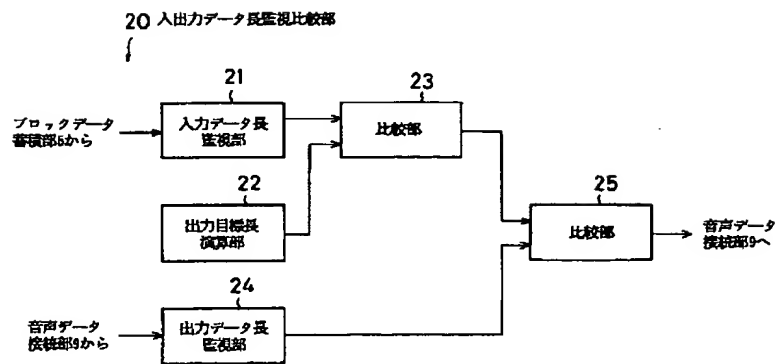 20 入出力データ長監視比較部
21
23
ブロックデータ
蓄積部5から
入力データ長
監視部
比較部
22
出力目標長
演算部
25
比較部
音声データ
接続部9へ
24
音声データ
接続部9から
出力データ長
監視部